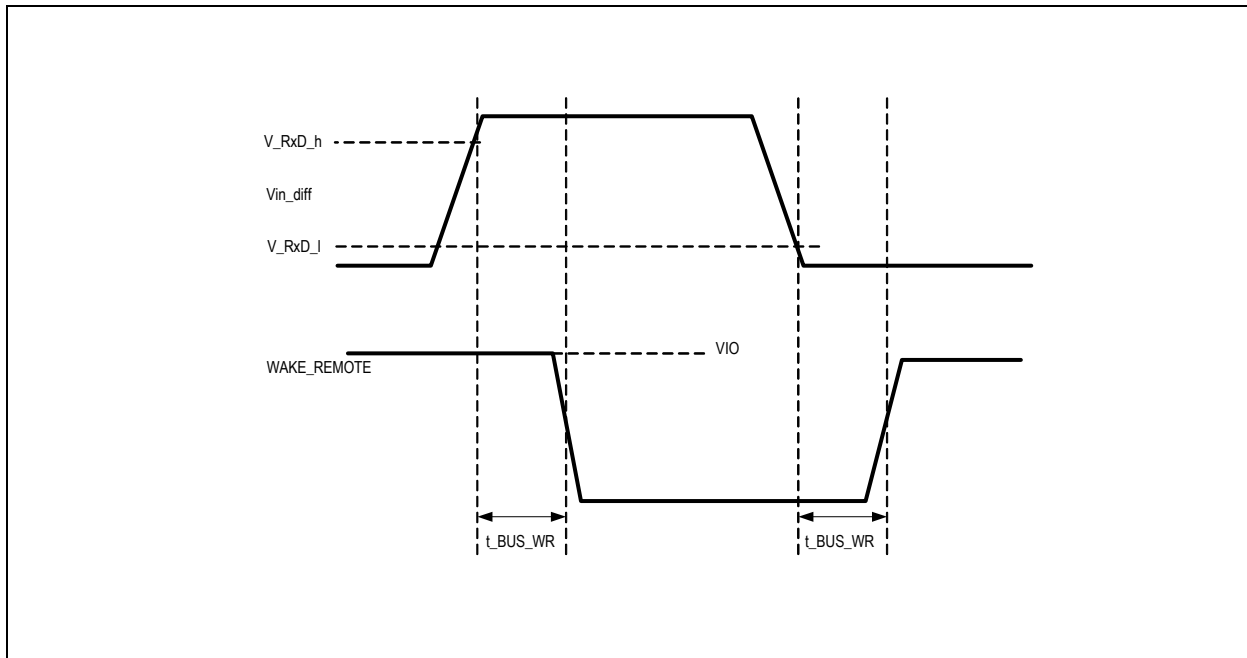 V_RxD_h
Vin_diff
V_RxD_l
VIO
WAKE_REMOTE
t_BUS_WR
t_BUS_WR